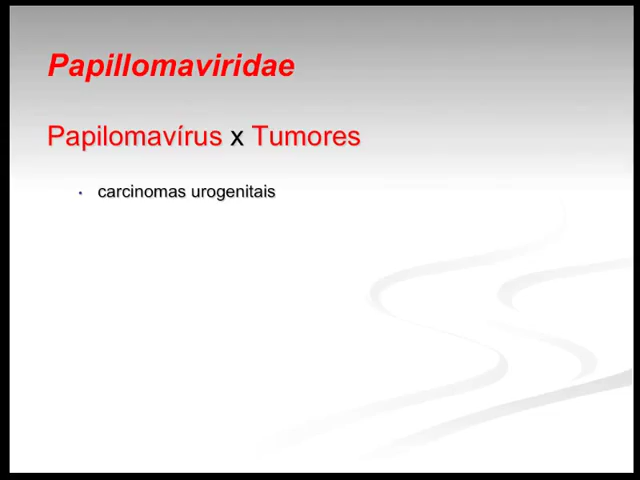 Papillomaviridae
Papilomavírus x Tumores
• carcinomas urogenitais